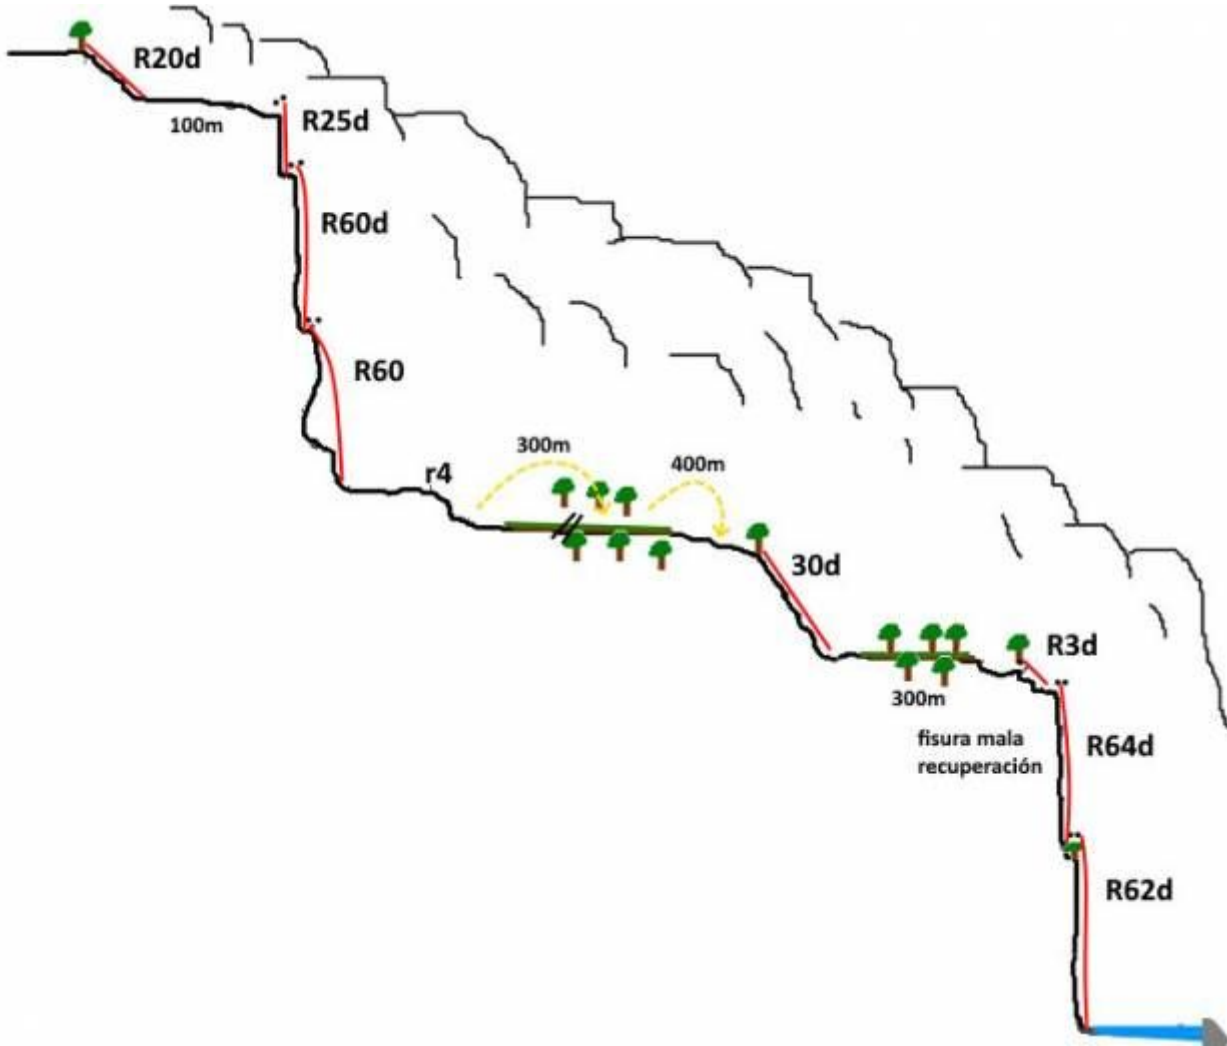 R20d
100m
R25d
R60d
R60
r4
300m
400m
30d
300m
R3d
fisura mala
recuperación
R64d
R62d